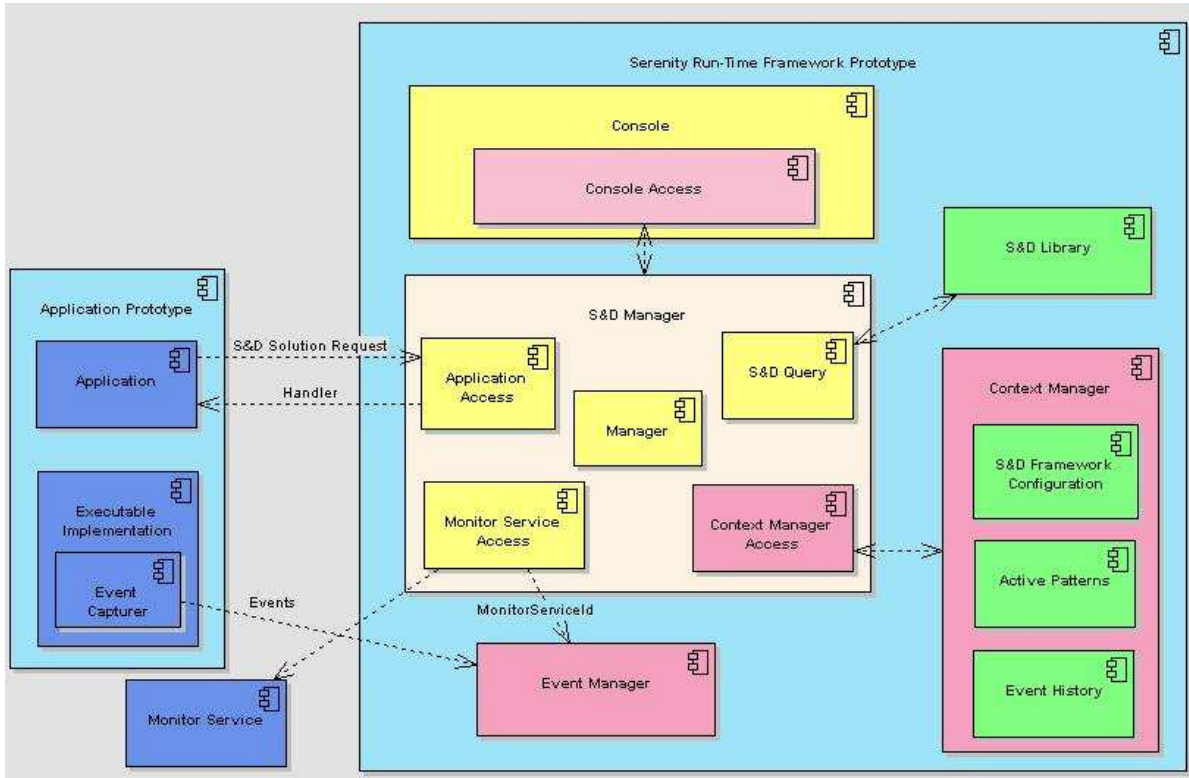 Serenity Run-Time Framework Prototype
Console
Console Access
S&D Library
Application Prototype
S&D Manager
S&D Solution Request
Application
Handler
Application
Access
S&D Query
Manager
Context Manager
S&D Framework
Configuration
Executable
Implementation
Monitor Service
Access
Context Manager
Access
Active Patterns
Event
Capturer
Events
MonitorServiceId
Event Manager
Event History
Monitor Service